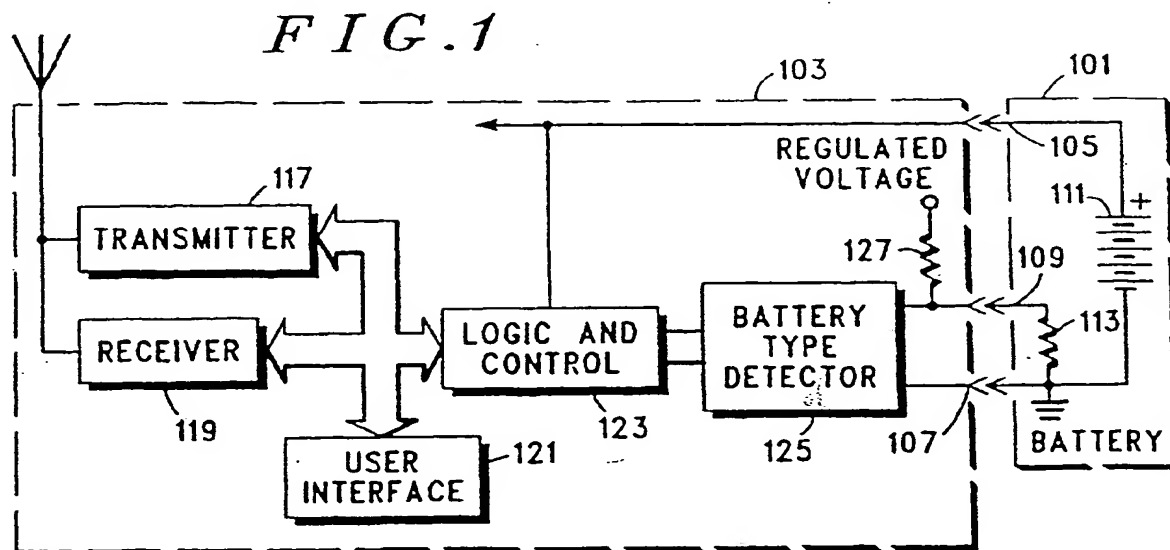 FIG.1
103
101
105
REGULATED
VOLTAGE
111
+
117
TRANSMITTER
127
109
RECEIVER
LOGIC AND
CONTROL
BATTERY
TYPE
DETECTOR
113
119
123
125
107
BATTERY
USER
INTERFACE
121